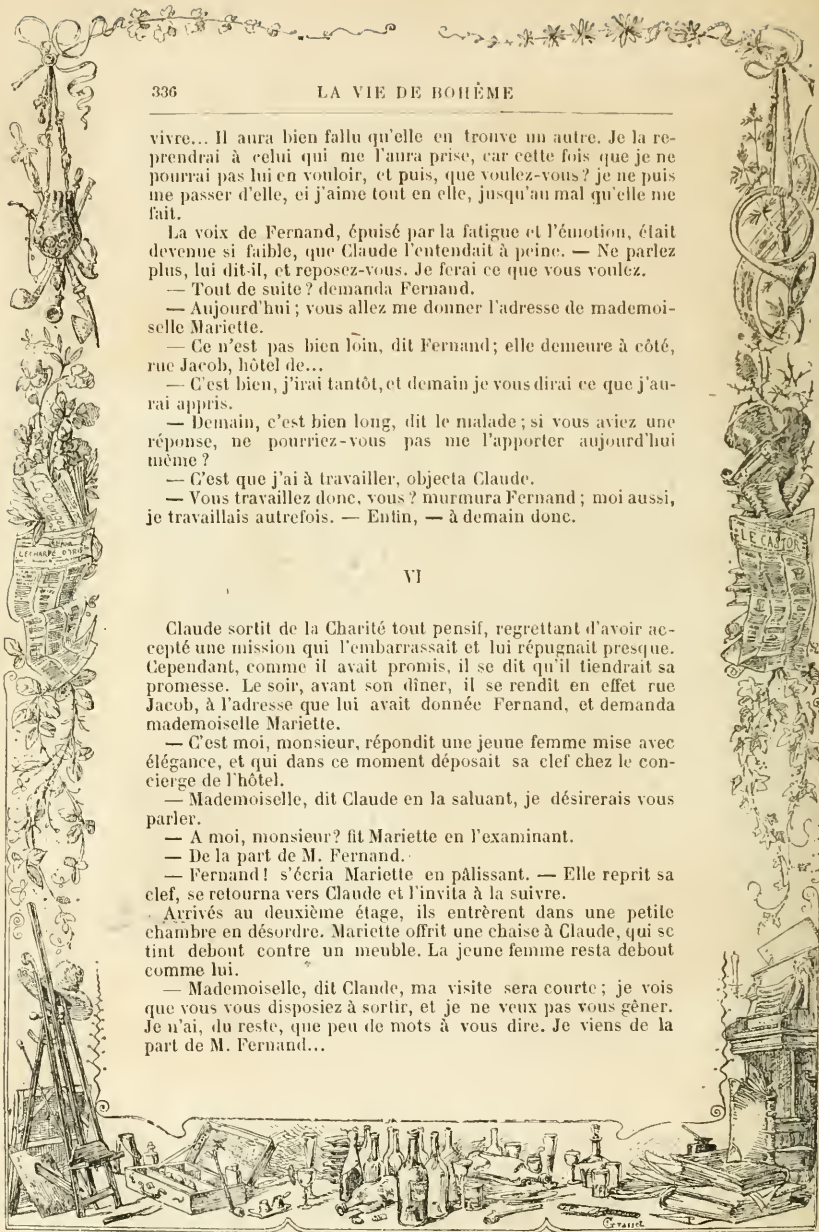 336
LA VIE DE BOHÈME
vivre... Il aura bien fallu qu'elle en trouve un autre. Je la re-
prendrai à celui qui me l'aura prise, car cette fois que je ne
pourrai pas lui en vouloir, et puis, que voulez-vous ? je ne puis
me passer d'elle, ei j'aime tout en elle, jusqu'au mal qu'elle me
fait.
La voix de Fernand, épuisé par la fatigue et l'émotion, était
devenue si faible, que Claude l'entendait à peine. — Ne parlez
plus, lui dit-il, et reposez-vous. Je ferai ce que vous voulez.
— Tout de suite ? demanda Fernand.
— Aujourd'hui ; vous allez me donner l'adresse de mademoi-
selle Mariette.
— Ce n'est pas bien loin, dit Fernand ; elle demeure à côté,
rue Jacob, hôtel de...
— C'est bien, j'irai tantôt, et demain je vous dirai ce que j'au-
rai appris.
— Demain, c'est bien long, dit le malade ; si vous aviez une
réponse, ne pourriez-vous pas me l'apporter aujourd'hui
même ?
— C'est que j'ai à travailler, objecta Claude.
— Vous travaillez donc, vous ? murmura Fernand ; moi aussi,
je travaillais autrefois. — Enfin, — à demain donc.
VI
Claude sortit de la Charité tout pensif, regrettant d'avoir ac-
cepté une mission qui l'embarrassait et lui répugnait presque.
Cependant, comme il avait promis, il se dit qu'il tiendrait sa
promesse. Le soir, avant son dîner, il se rendit en effet rue
Jacob, à l'adresse que lui avait donnée Fernand, et demanda
mademoiselle Mariette.
— C'est moi, monsieur, répondit une jeune femme mise avec
élégance, et qui dans ce moment déposait sa clef chez le con-
cierge de l'hôtel.
— Mademoiselle, dit Claude en la saluant, je désirerais vous
parler.
— A moi, monsieur ? fit Mariette en l'examinant.
— De la part de M. Fernand.
— Fernand ! s'écria Mariette en pâlissant. — Elle reprit sa
clef, se retourna vers Claude et l'invita à la suivre.
Arrivés au deuxième étage, ils entrèrent dans une petite
chambre en désordre. Mariette offrit une chaise à Claude, qui se
tint debout contre un meuble. La jeune femme resta debout
comme lui.
— Mademoiselle, dit Claude, ma visite sera courte ; je vois
que vous vous disposiez à sortir, et je ne veux pas vous gêner.
Je n'ai, du reste, que peu de mots à vous dire. Je viens de la
part de M. Fernand...
L'ECHARPE D'IRIS
LE CASTOR
Grasset